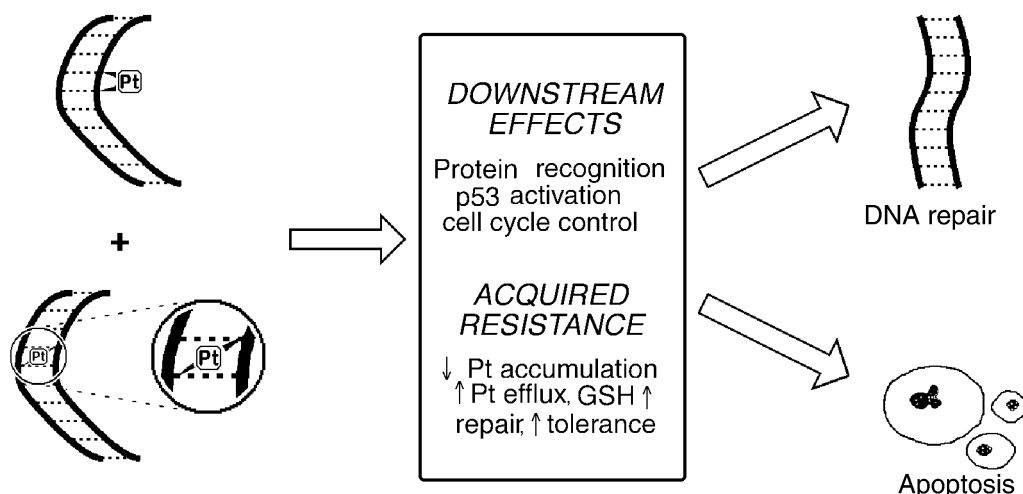 Pt
+
Pt
Pt
DOWNSTREAM
EFFECTS
Protein recognition
p53 activation
cell cycle control
ACQUIRED
RESISTANCE
↓ Pt accumulation
↑ Pt efflux, GSH ↑
repair, ↑ tolerance
DNA repair
Apoptosis